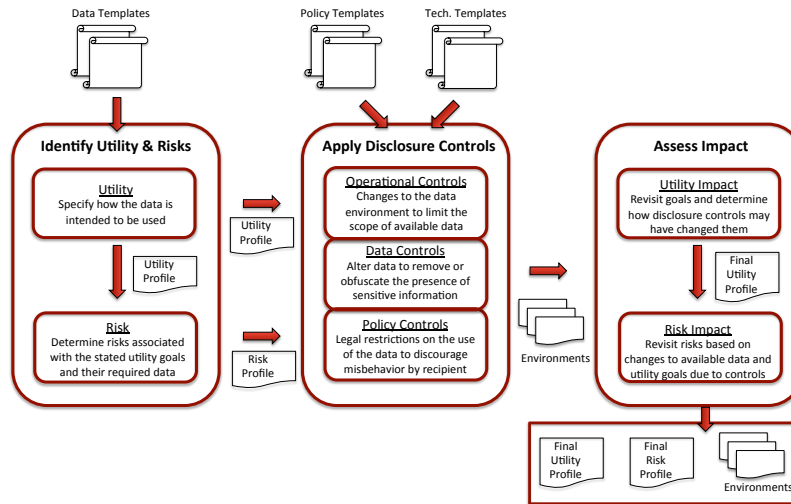 Data Templates
Policy Templates
Tech. Templates
Identify Utility & Risks
Utility
Specify how the data is
intended to be used
Utility
Profile
Risk
Determine risks associated
with the stated utility goals
and their required data
Utility
Profile
Risk
Profile
Apply Disclosure Controls
Operational Controls
Changes to the data
environment to limit the
scope of available data
Data Controls
Alter data to remove or
obfuscate the presence of
sensitive information
Policy Controls
Legal restrictions on the use
of the data to discourage
misbehavior by recipient
Environments
Assess Impact
Utility Impact
Revisit goals and determine
how disclosure controls may
have changed them
Final
Utility
Profile
Risk Impact
Revisit risks based on
changes to available data and
utility goals due to controls
Final
Utility
Profile
Final
Risk
Profile
Environments